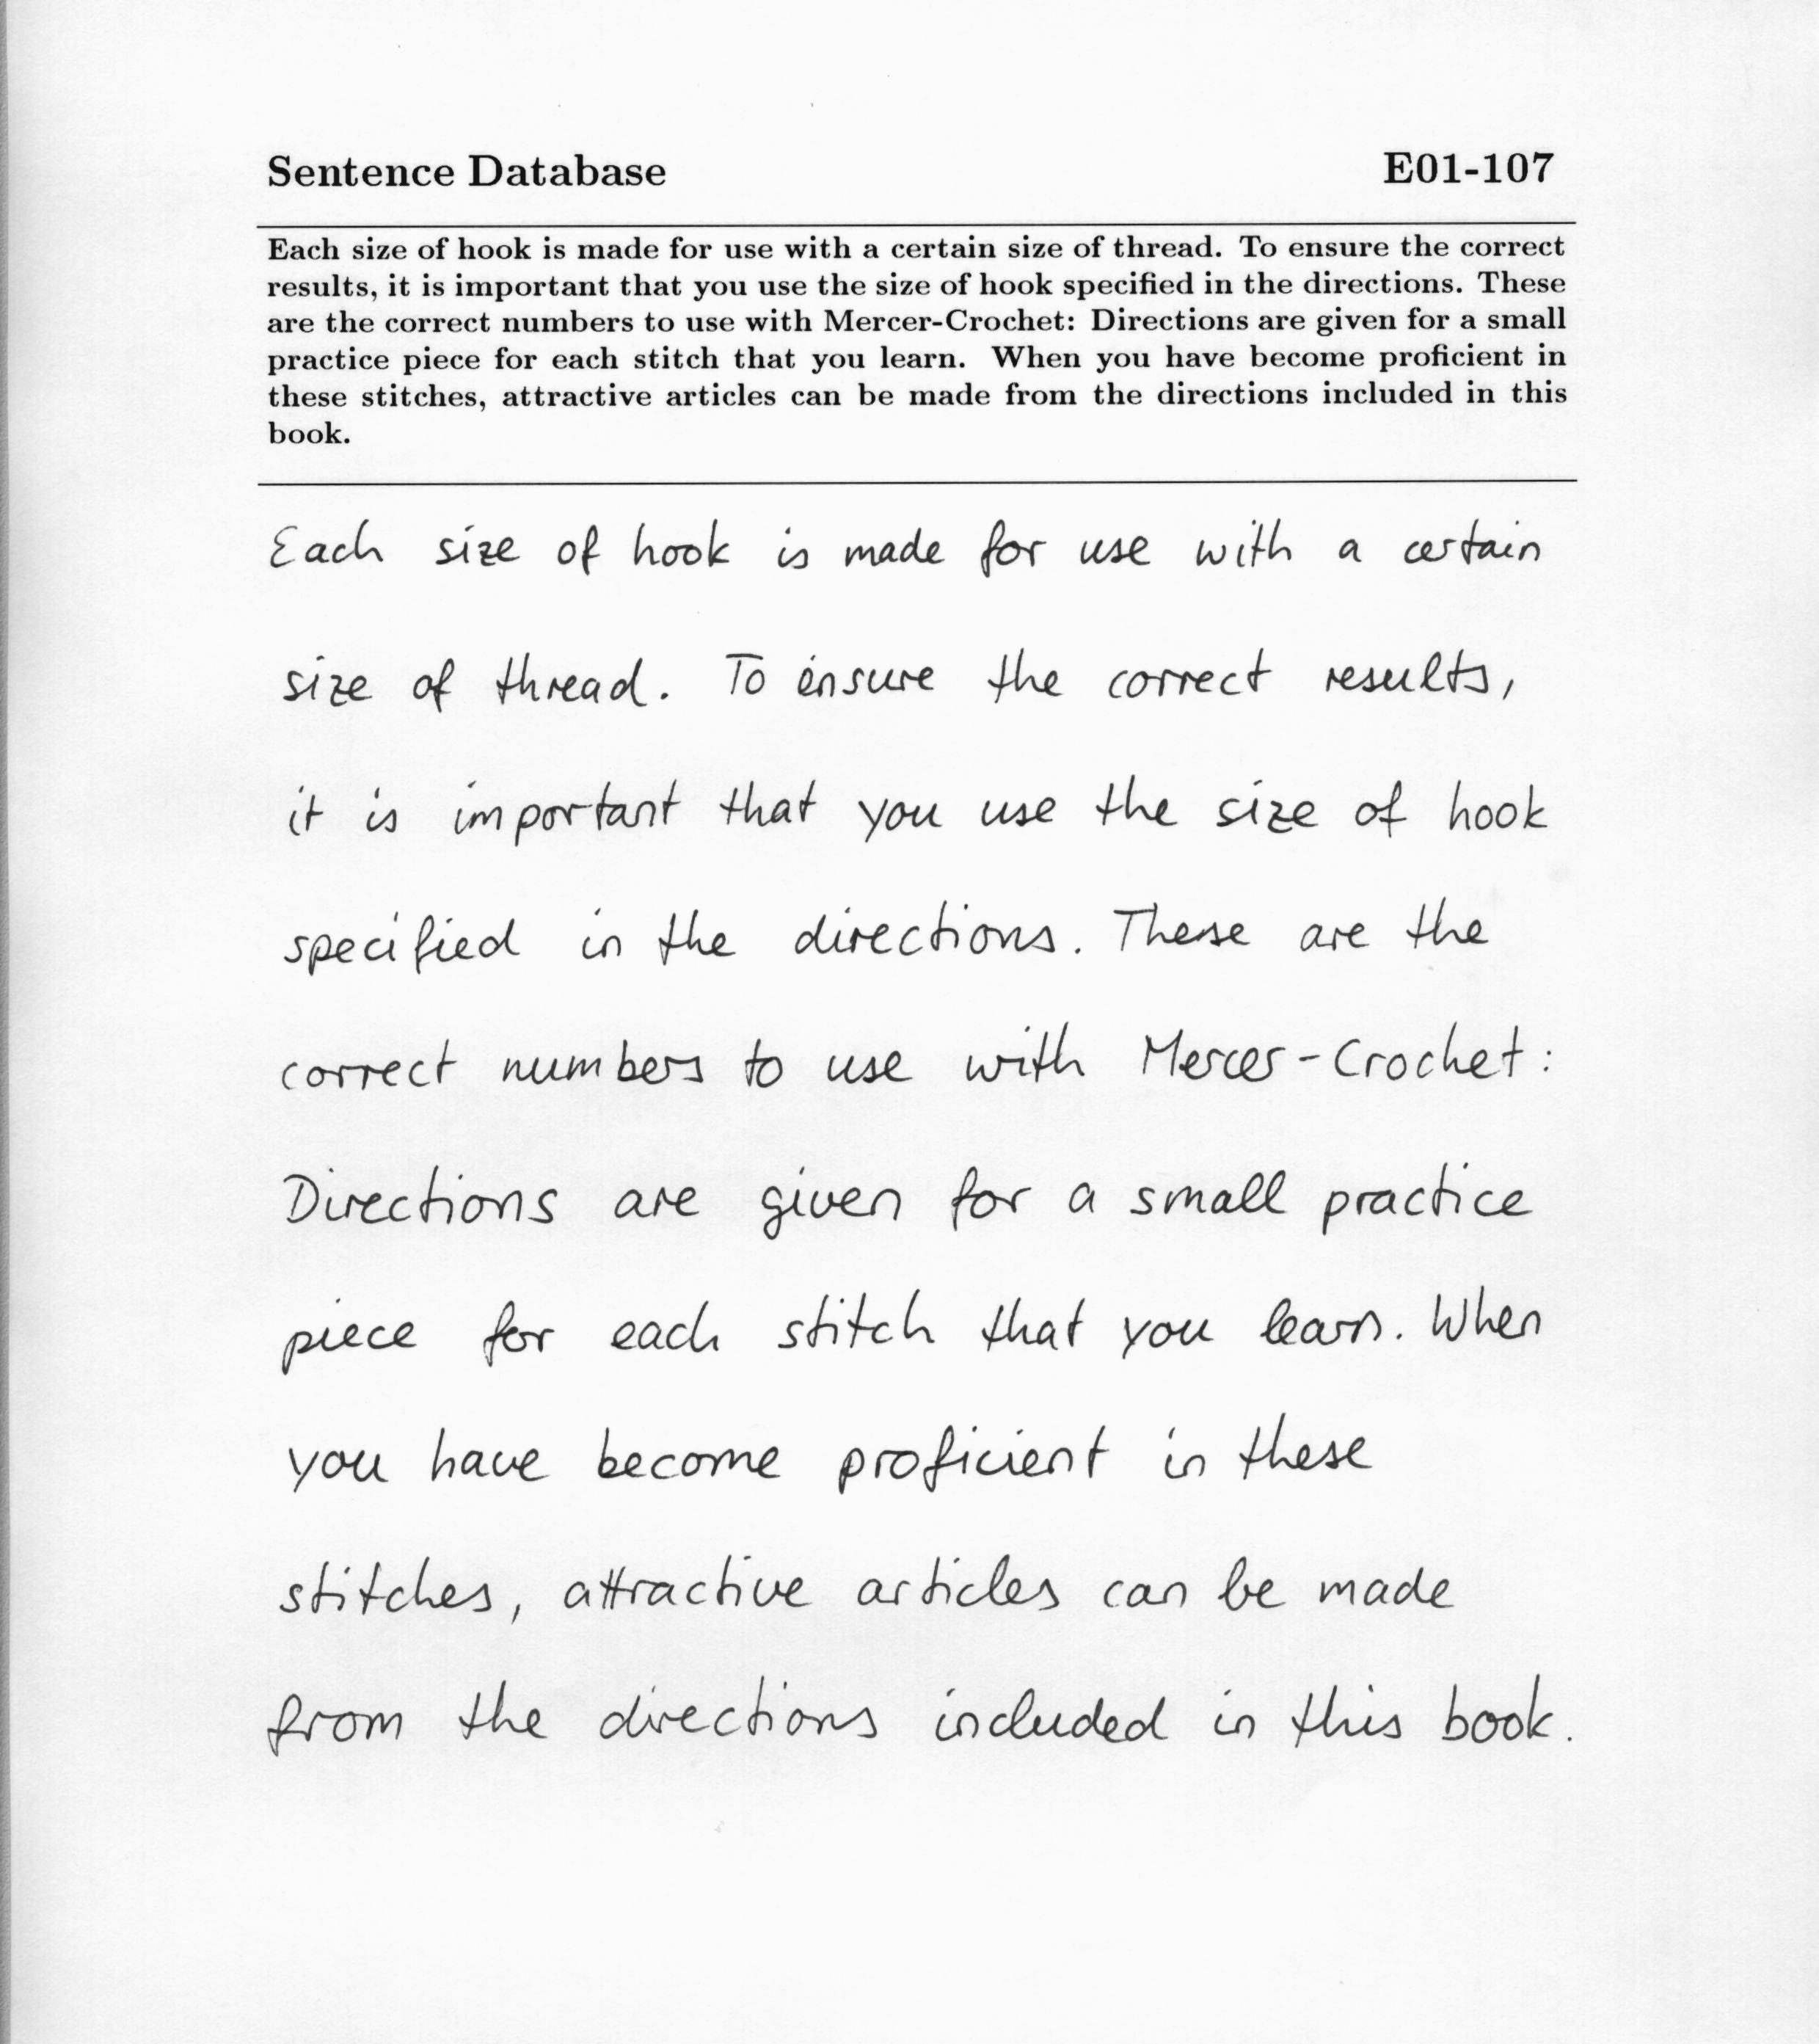 Sentence Database E01-107
Each size of hook is made for use with a certain size of thread. To ensure the correct
results, it is important that you use the size of hook specified in the directions. These
are the correct numbers to use with Mercer-Crochet: Directions are given for a small
practice piece for each stitch that you learn. When you have become proficient in
these stitches, attractive articles can be made from the directions included in this
book.
Each size of hook is made for use with a certain
size of thread. To ensure the correct results,
it is important that you use the size of hook
specified in the directions. These are the
correct numbers to use with Mercer-Crochet:
Directions are given for a small practice
piece for each stitch that you learn. When
you have become proficient in these
stitches, attractive articles can be made
from the directions included in this book.